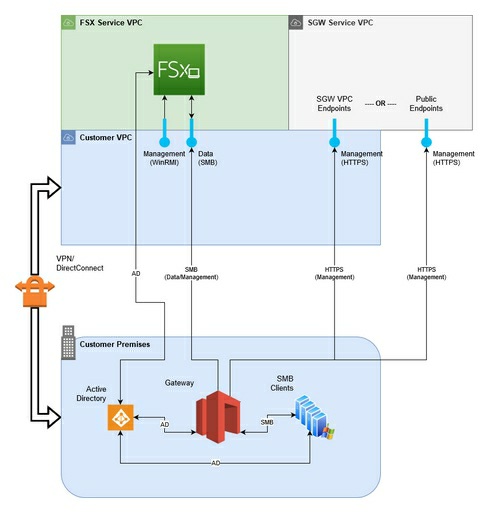 FSX Service VPC
SGW Service VPC
FSx
SGW VPC
Endpoints
---- OR ----
Public
Endpoints
Customer VPC
Management
(WinRMI)
Data
(SMB)
Management
(HTTPS)
Management
(HTTPS)
VPN/
DirectConnect
AD
SMB
(Data/Management)
HTTPS
(Management)
HTTPS
(Management)
Customer Premises
Active
Directory
Gateway
SMB
Clients
AD
SMB
AD